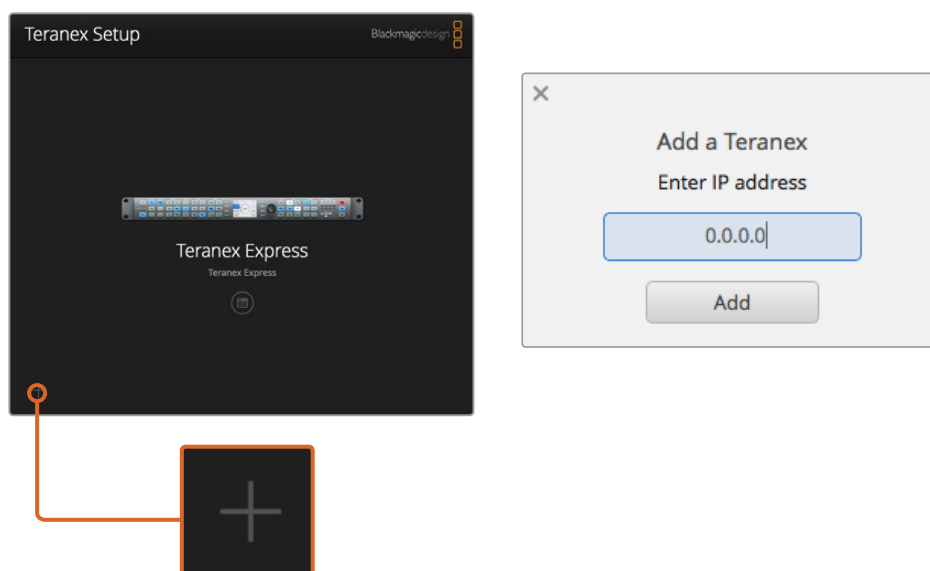 Teranex Setup
Blackmagicdesign
Teranex Express
Teranex Express
Add a Teranex
Enter IP address
0.0.0.0
Add